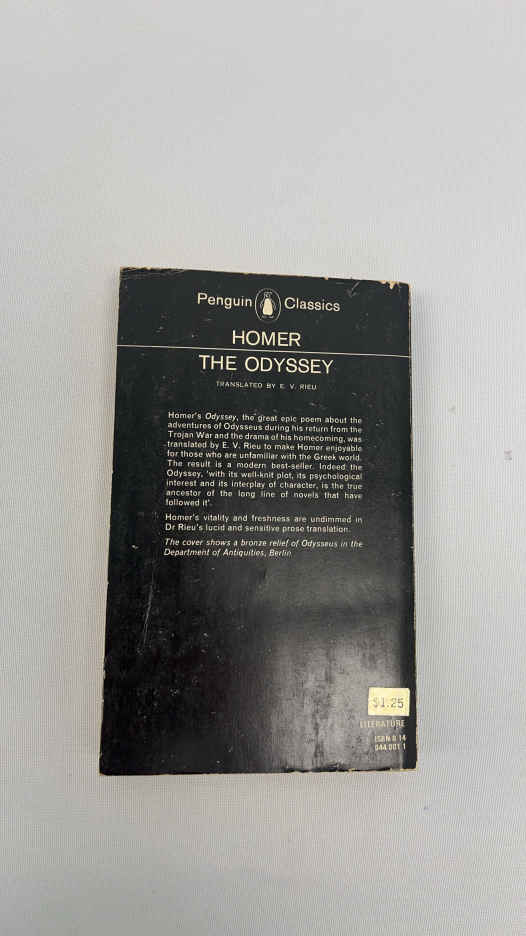 Penguin Classics
HOMER
THE ODYSSEY
TRANSLATED BY E. V. RIEU
Homer's Odyssey, the great epic poem about the
adventures of Odysseus during his return from the
Trojan War and the drama of his homecoming, was
translated by E. V. Rieu to make Homer enjoyable
for those who are unfamiliar with the Greek world.
The result is a modern best-seller. Indeed the
Odyssey, 'with its well-knit plot, its psychological
interest and its interplay of character, is the true
ancestor of the long line of novels that have
followed it'.
Homer's vitality and freshness are undimmed in
Dr Rieu's lucid and sensitive prose translation.
The cover shows a bronze relief of Odysseus in the
Department of Antiquities, Berlin
$1.25
LITERATURE
ISBN 0 14
044 001 1